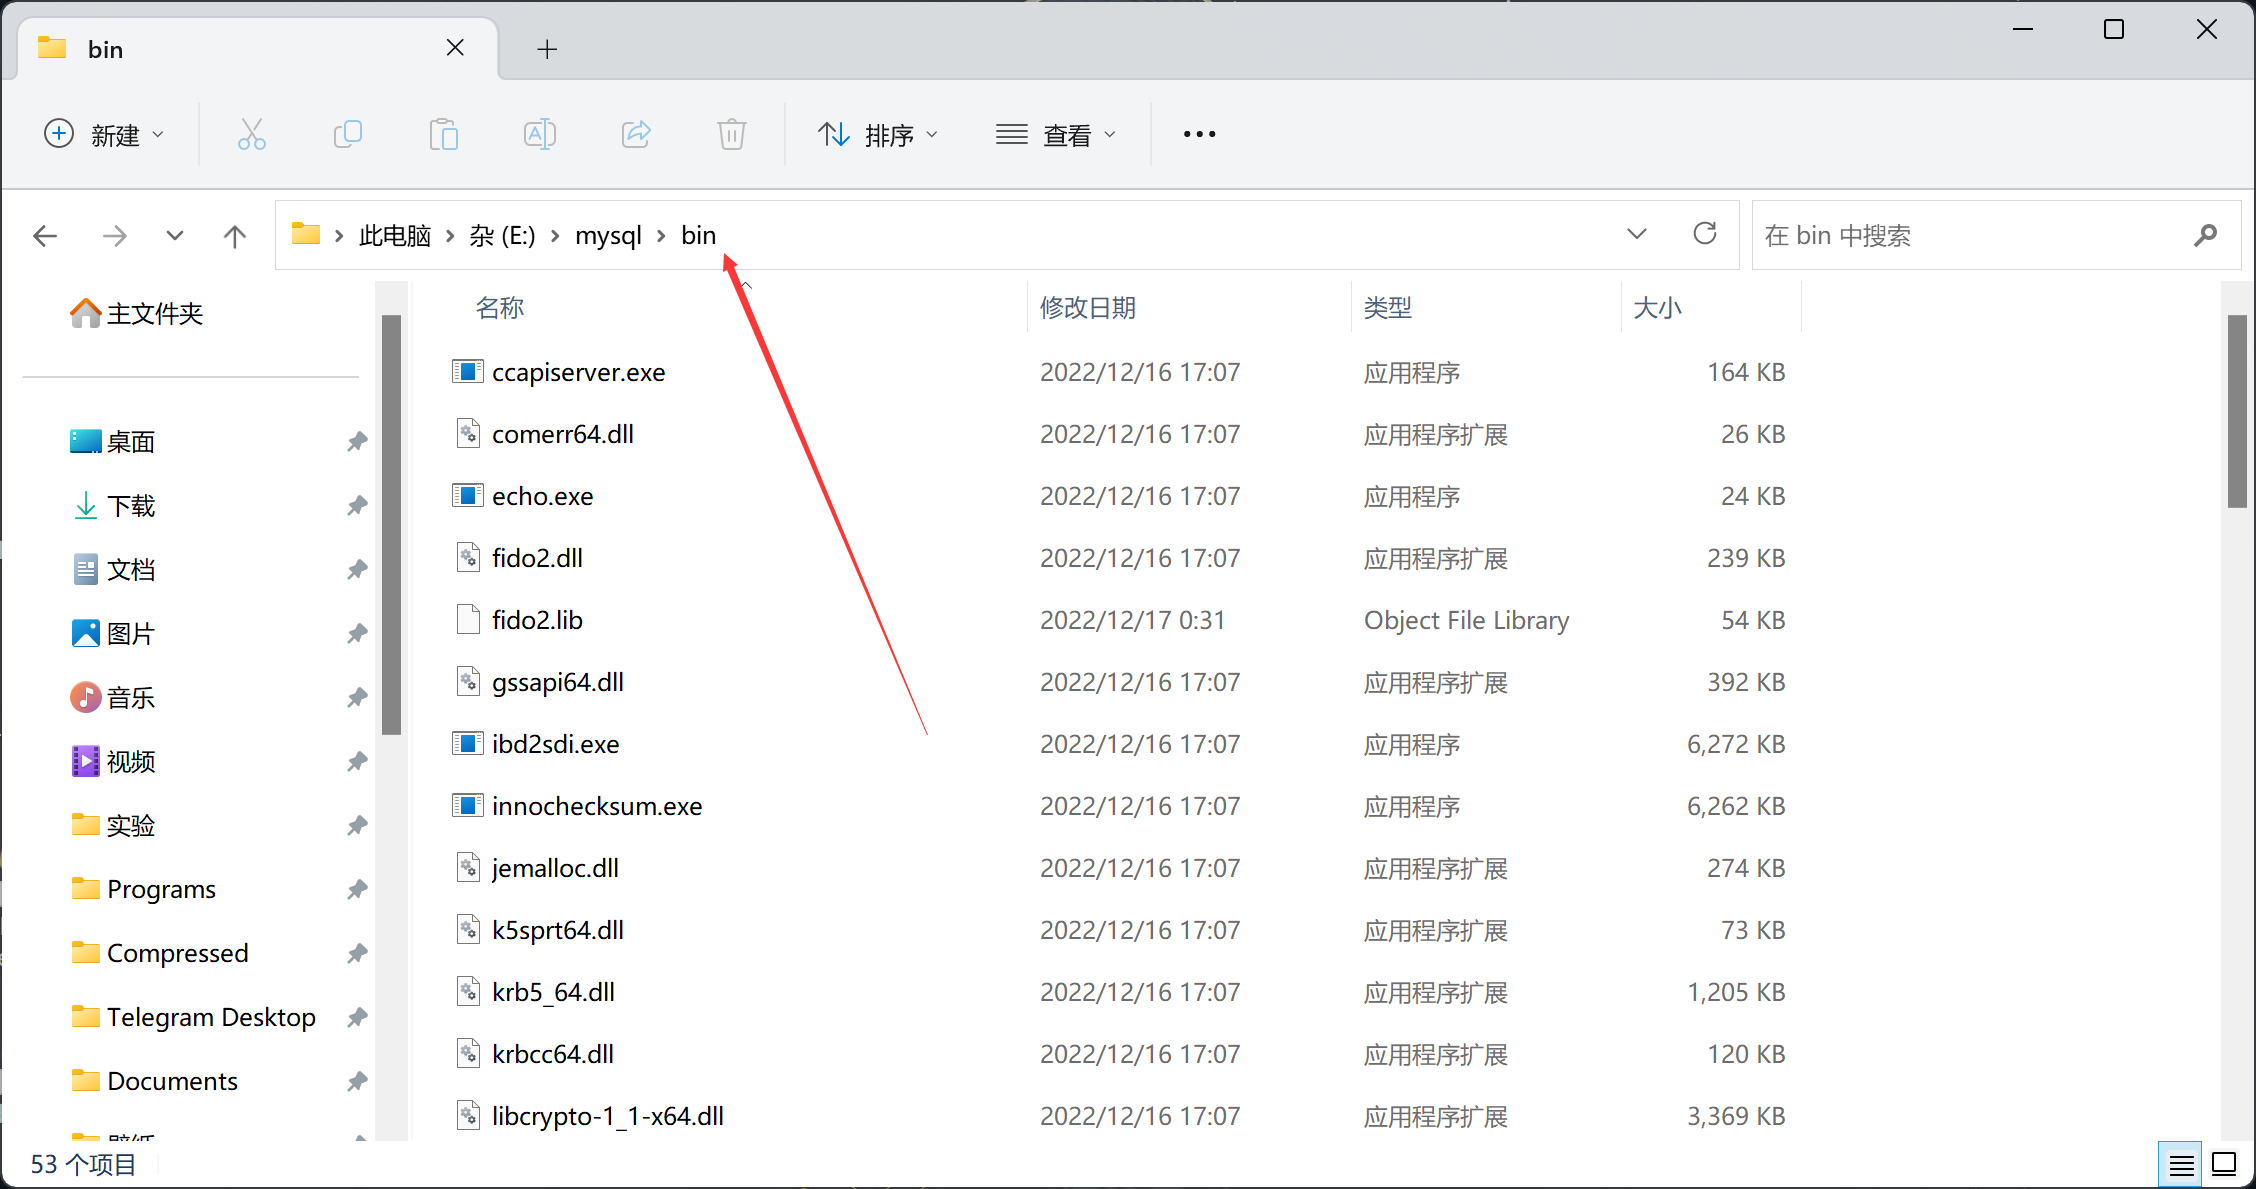 bin
新建
排序
查看
此电脑 杂 (E:) mysql bin
在 bin 中搜索
主文件夹
桌面
下载
文档
图片
音乐
视频
实验
Programs
Compressed
Telegram Desktop
Documents
名称 修改日期 类型 大小
ccapiserver.exe 2022/12/16 17:07 应用程序 164 KB
comerr64.dll 2022/12/16 17:07 应用程序扩展 26 KB
echo.exe 2022/12/16 17:07 应用程序 24 KB
fido2.dll 2022/12/16 17:07 应用程序扩展 239 KB
fido2.lib 2022/12/17 0:31 Object File Library 54 KB
gssapi64.dll 2022/12/16 17:07 应用程序扩展 392 KB
ibd2sdi.exe 2022/12/16 17:07 应用程序 6,272 KB
innochecksum.exe 2022/12/16 17:07 应用程序 6,262 KB
jemalloc.dll 2022/12/16 17:07 应用程序扩展 274 KB
k5sprt64.dll 2022/12/16 17:07 应用程序扩展 73 KB
krb5_64.dll 2022/12/16 17:07 应用程序扩展 1,205 KB
krbcc64.dll 2022/12/16 17:07 应用程序扩展 120 KB
libcrypto-1_1-x64.dll 2022/12/16 17:07 应用程序扩展 3,369 KB
53 个项目